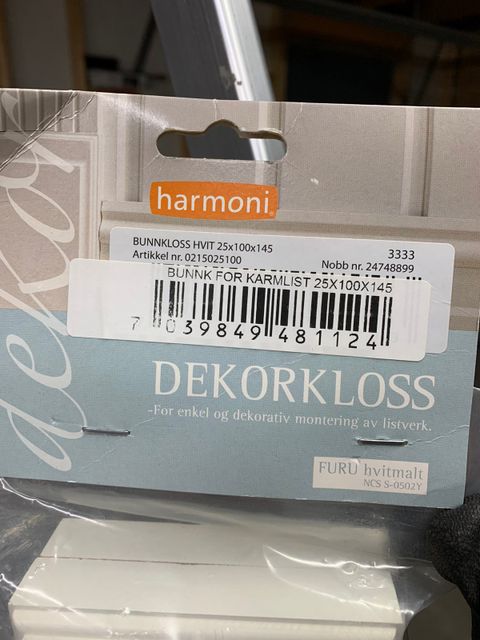 dekor
harmoni
BUNNKLOSS HVIT 25x100x145
3333
Artikkel nr. 0215025100
Nobb nr. 24748899
BUNNK FOR KARMLIST 25X100X145
7 039849 481124
DEKORKLOSS
-For enkel og dekorativ montering av listverk.
FURU hvitmalt
NCS S-0502Y